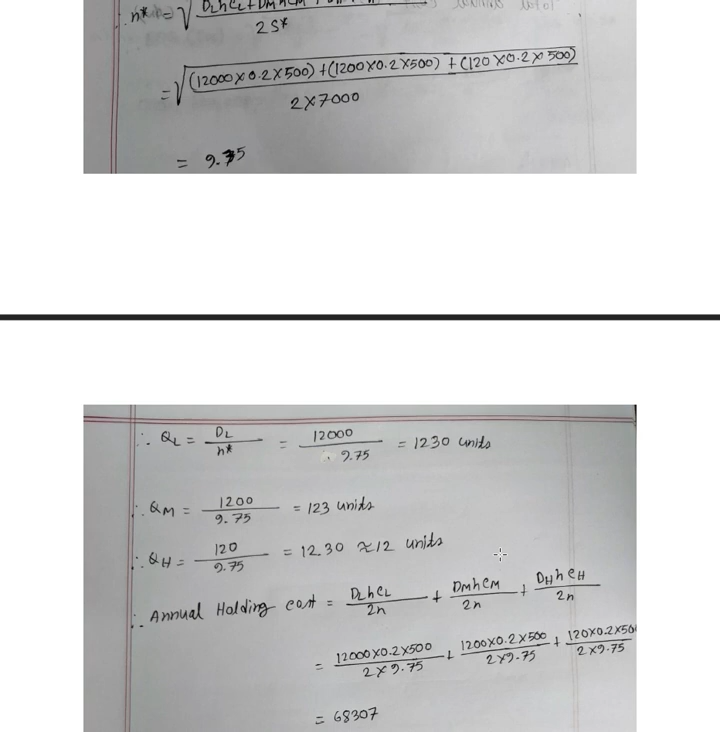 ∴ n* = √
2S*
= √((12000×0.2×500)+(1200×0.2×500)+(120×0.2×500) / 2×7000)
= 9.75
∴ QL = DL / n* = 12000 / 9.75 = 1230 units
∴ QM = 1200 / 9.75 = 123 units
∴ QH = 120 / 9.75 = 12.30 ≈ 12 units
∴ Annual Holding cost = DLhCL / 2n + DMhCM / 2n + DHhCH / 2n
= 12000×0.2×500 / 2×9.75 + 1200×0.2×500 / 2×9.75 + 120×0.2×50 / 2×9.75
= 68307